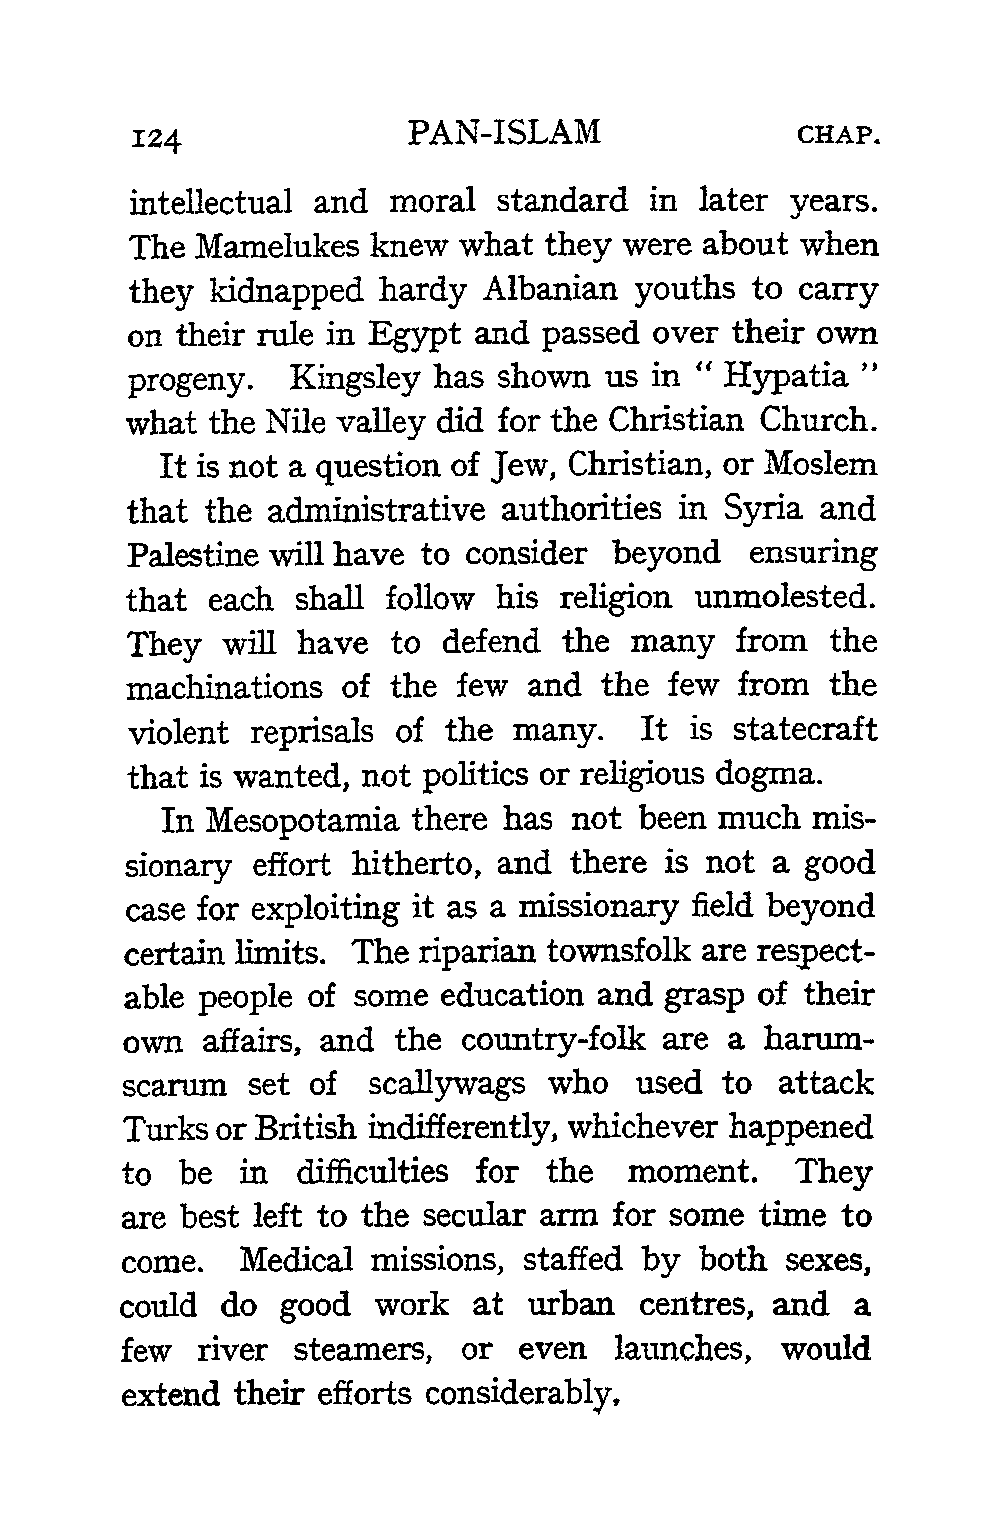 124 PAN-ISLAM CHAP.
intellectual and moral standard in later years.
The Mamelukes knew what they were about when
they kidnapped hardy Albanian youths to carry
on their rule in Egypt and passed over their own
progeny. Kingsley has shown us in “ Hypatia ”
what the Nile valley did for the Christian Church.
It is not a question of Jew, Christian, or Moslem
that the administrative authorities in Syria and
Palestine will have to consider beyond ensuring
that each shall follow his religion unmolested.
They will have to defend the many from the
machinations of the few and the few from the
violent reprisals of the many. It is statecraft
that is wanted, not politics or religious dogma.
In Mesopotamia there has not been much mis-
sionary effort hitherto, and there is not a good
case for exploiting it as a missionary field beyond
certain limits. The riparian townsfolk are respect-
able people of some education and grasp of their
own affairs, and the country-folk are a harum-
scarum set of scallywags who used to attack
Turks or British indifferently, whichever happened
to be in difficulties for the moment. They
are best left to the secular arm for some time to
come. Medical missions, staffed by both sexes,
could do good work at urban centres, and a
few river steamers, or even launches, would
extend their efforts considerably.